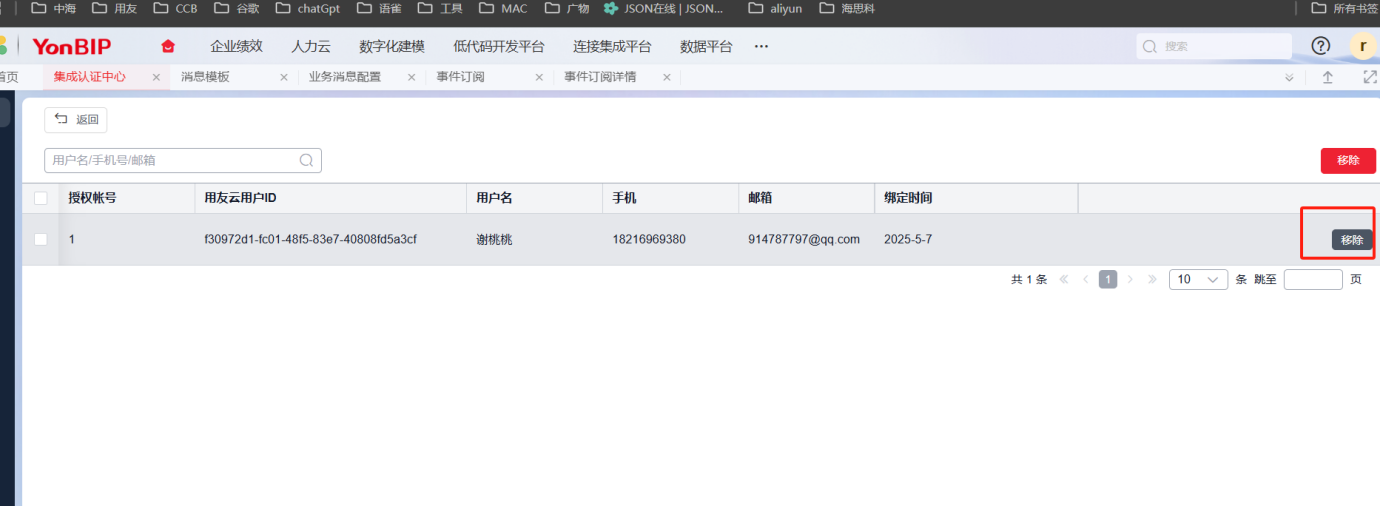 中海 用友 CCB 谷歌 chatGpt 语雀 工具 MAC 广物 JSON在线 | JSON... aliyun 海思科 所有书签
YonBIP 企业绩效 人力云 数字化建模 低代码开发平台 连接集成平台 数据平台 ... 搜索 r
首页 集成认证中心 消息模板 业务消息配置 事件订阅 事件订阅详情
返回
用户名/手机号/邮箱 移除
授权帐号 用友云用户ID 用户名 手机 邮箱 绑定时间
1 f30972d1-fc01-48f5-83e7-40808fd5a3cf 谢桃桃 18216969380 914787797@qq.com 2025-5-7 移除
共 1 条 1 10 条 跳至 页